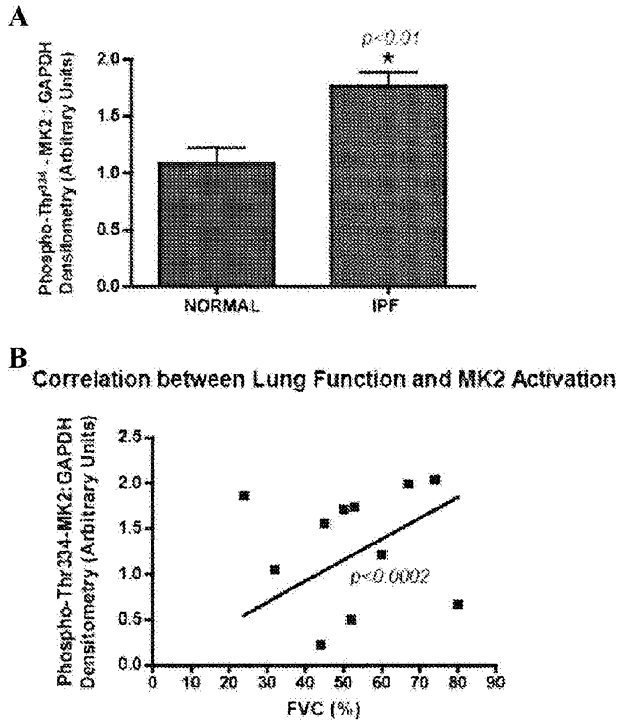 A
p<0.01
*
Phospho-Thr³³⁴-MK2 : GAPDH
Densitometry (Arbitrary Units)
2.0
1.5
1.0
0.5
0.0
NORMAL IPF
B
Correlation between Lung Function and MK2 Activation
Phospho-Thr334-MK2:GAPDH
Densitometry (Arbitrary Units)
2.5
2.0
1.5
1.0
0.5
0.0
p<0.0002
0 10 20 30 40 50 60 70 80 90
FVC (%)